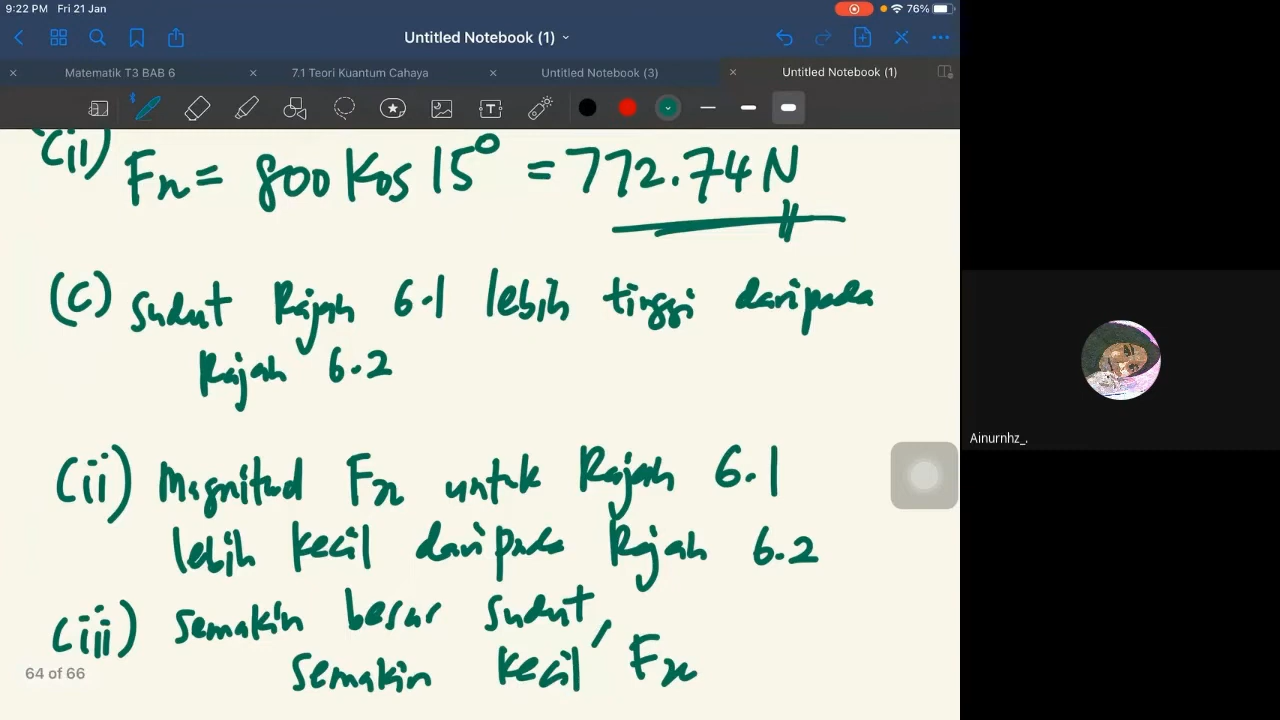 9:22 PM Fri 21 Jan 76%
Untitled Notebook (1)
Matematik T3 BAB 6 7.1 Teori Kuantum Cahaya Untitled Notebook (3) Untitled Notebook (1)
(ii) Fx = 800 Kos 15° = 772.74 N
(c) Sudut Rajah 6.1 lebih tinggi daripada
Rajah 6.2
(ii) Magnitud Fx untuk Rajah 6.1
lebih kecil daripada Rajah 6.2
(iii) Semakin besar sudut,
semakin kecil Fx
64 of 66
Ainurnhz_.